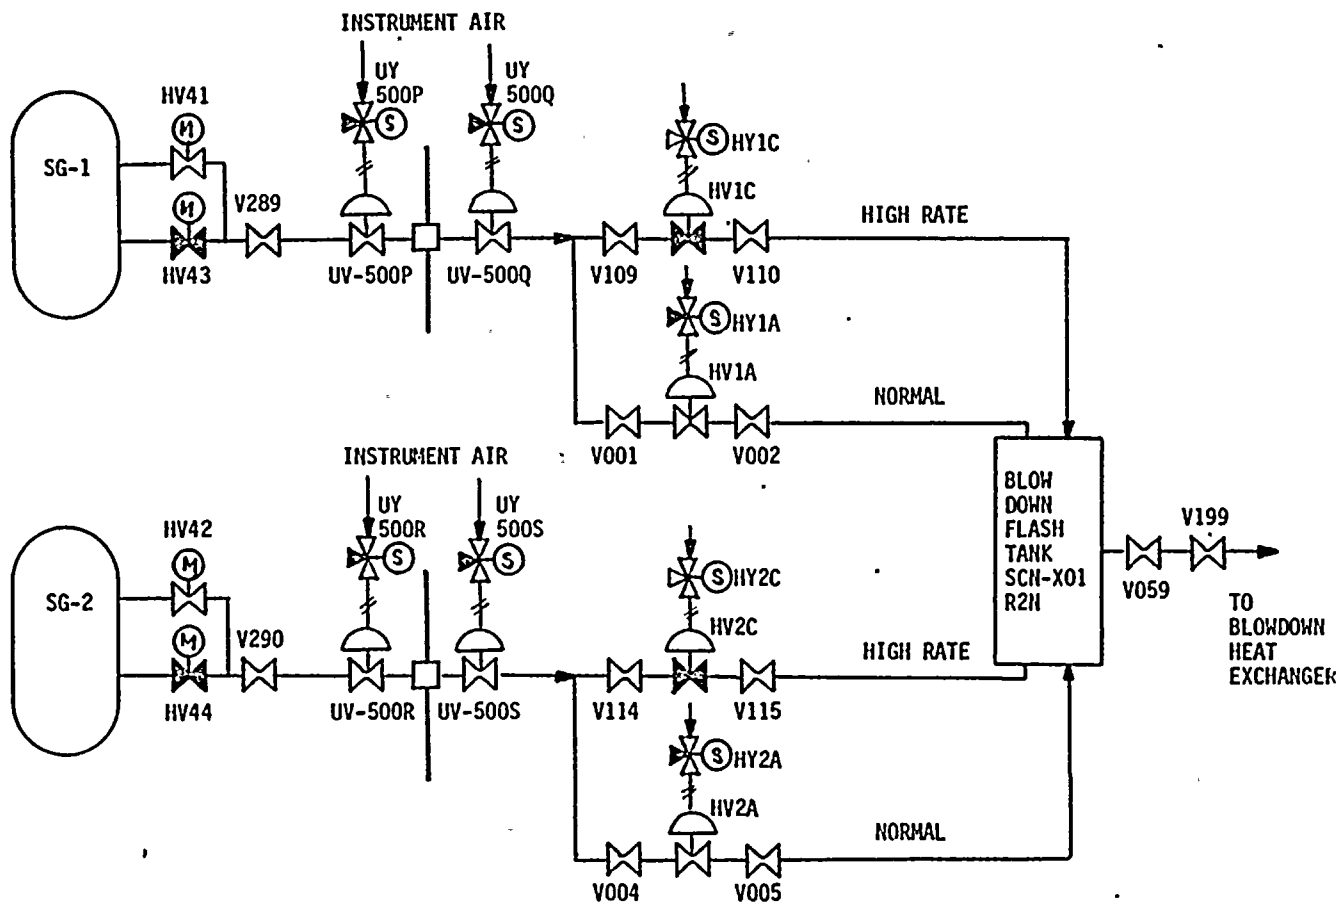 INSTRUMENT AIR
HV41
M
UY
500P
S
UY
500Q
S
S HY1C
SG-1
M
HV43
V289
UV-500P
UV-500Q
HV1C
V109
V110
HIGH RATE
S HY1A
HV1A
NORMAL
V001
V002
INSTRUMENT AIR
HV42
M
UY
500R
S
UY
500S
S
S HY2C
SG-2
M
HV44
V290
UV-500R
UV-500S
HV2C
V114
V115
HIGH RATE
S HY2A
HV2A
NORMAL
V004
V005
BLOW
DOWN
FLASH
TANK
SCN-X01
R2N
V059
V199
TO
BLOWDOWN
HEAT
EXCHANGER